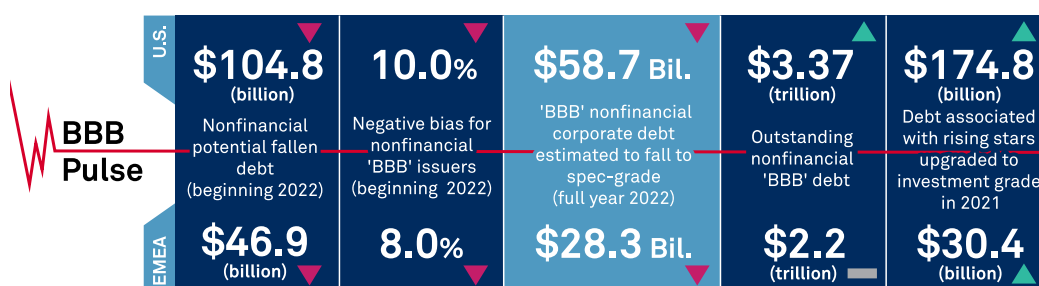 BBB
Pulse
U.S.
EMEA
$104.8
(billion)
Nonfinancial
potential fallen
debt
(beginning 2022)
$46.9
(billion)
10.0%
Negative bias for
nonfinancial
'BBB' issuers
(beginning 2022)
8.0%
$58.7 Bil.
'BBB' nonfinancial
corporate debt
estimated to fall to
spec-grade
(full year 2022)
$28.3 Bil.
$3.37
(trillion)
Outstanding
nonfinancial
'BBB' debt
$2.2
(trillion)
$174.8
(billion)
Debt associated
with rising stars
upgraded to
investment grade
in 2021
$30.4
(billion)